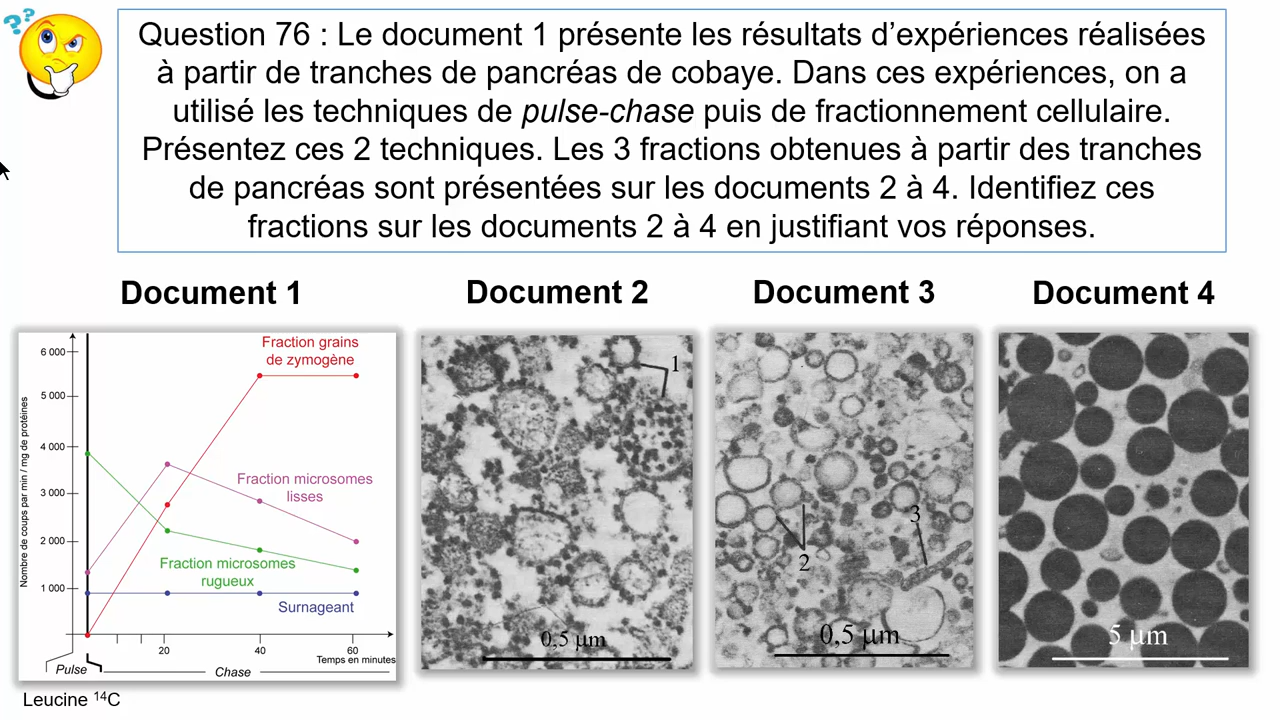 ??
Question 76 : Le document 1 présente les résultats d’expériences réalisées
à partir de tranches de pancréas de cobaye. Dans ces expériences, on a
utilisé les techniques de pulse-chase puis de fractionnement cellulaire.
Présentez ces 2 techniques. Les 3 fractions obtenues à partir des tranches
de pancréas sont présentées sur les documents 2 à 4. Identifiez ces
fractions sur les documents 2 à 4 en justifiant vos réponses.
Document 1
Document 2
Document 3
Document 4
Nombre de coups par min / mg de protéines
6 000
5 000
4 000
3 000
2 000
1 000
Fraction grains
de zymogène
Fraction microsomes
lisses
Fraction microsomes
rugueux
Surnageant
20
40
60
Temps en minutes
Pulse
Chase
Leucine ¹⁴C
1
0,5 µm
2
3
0,5 µm
5 µm